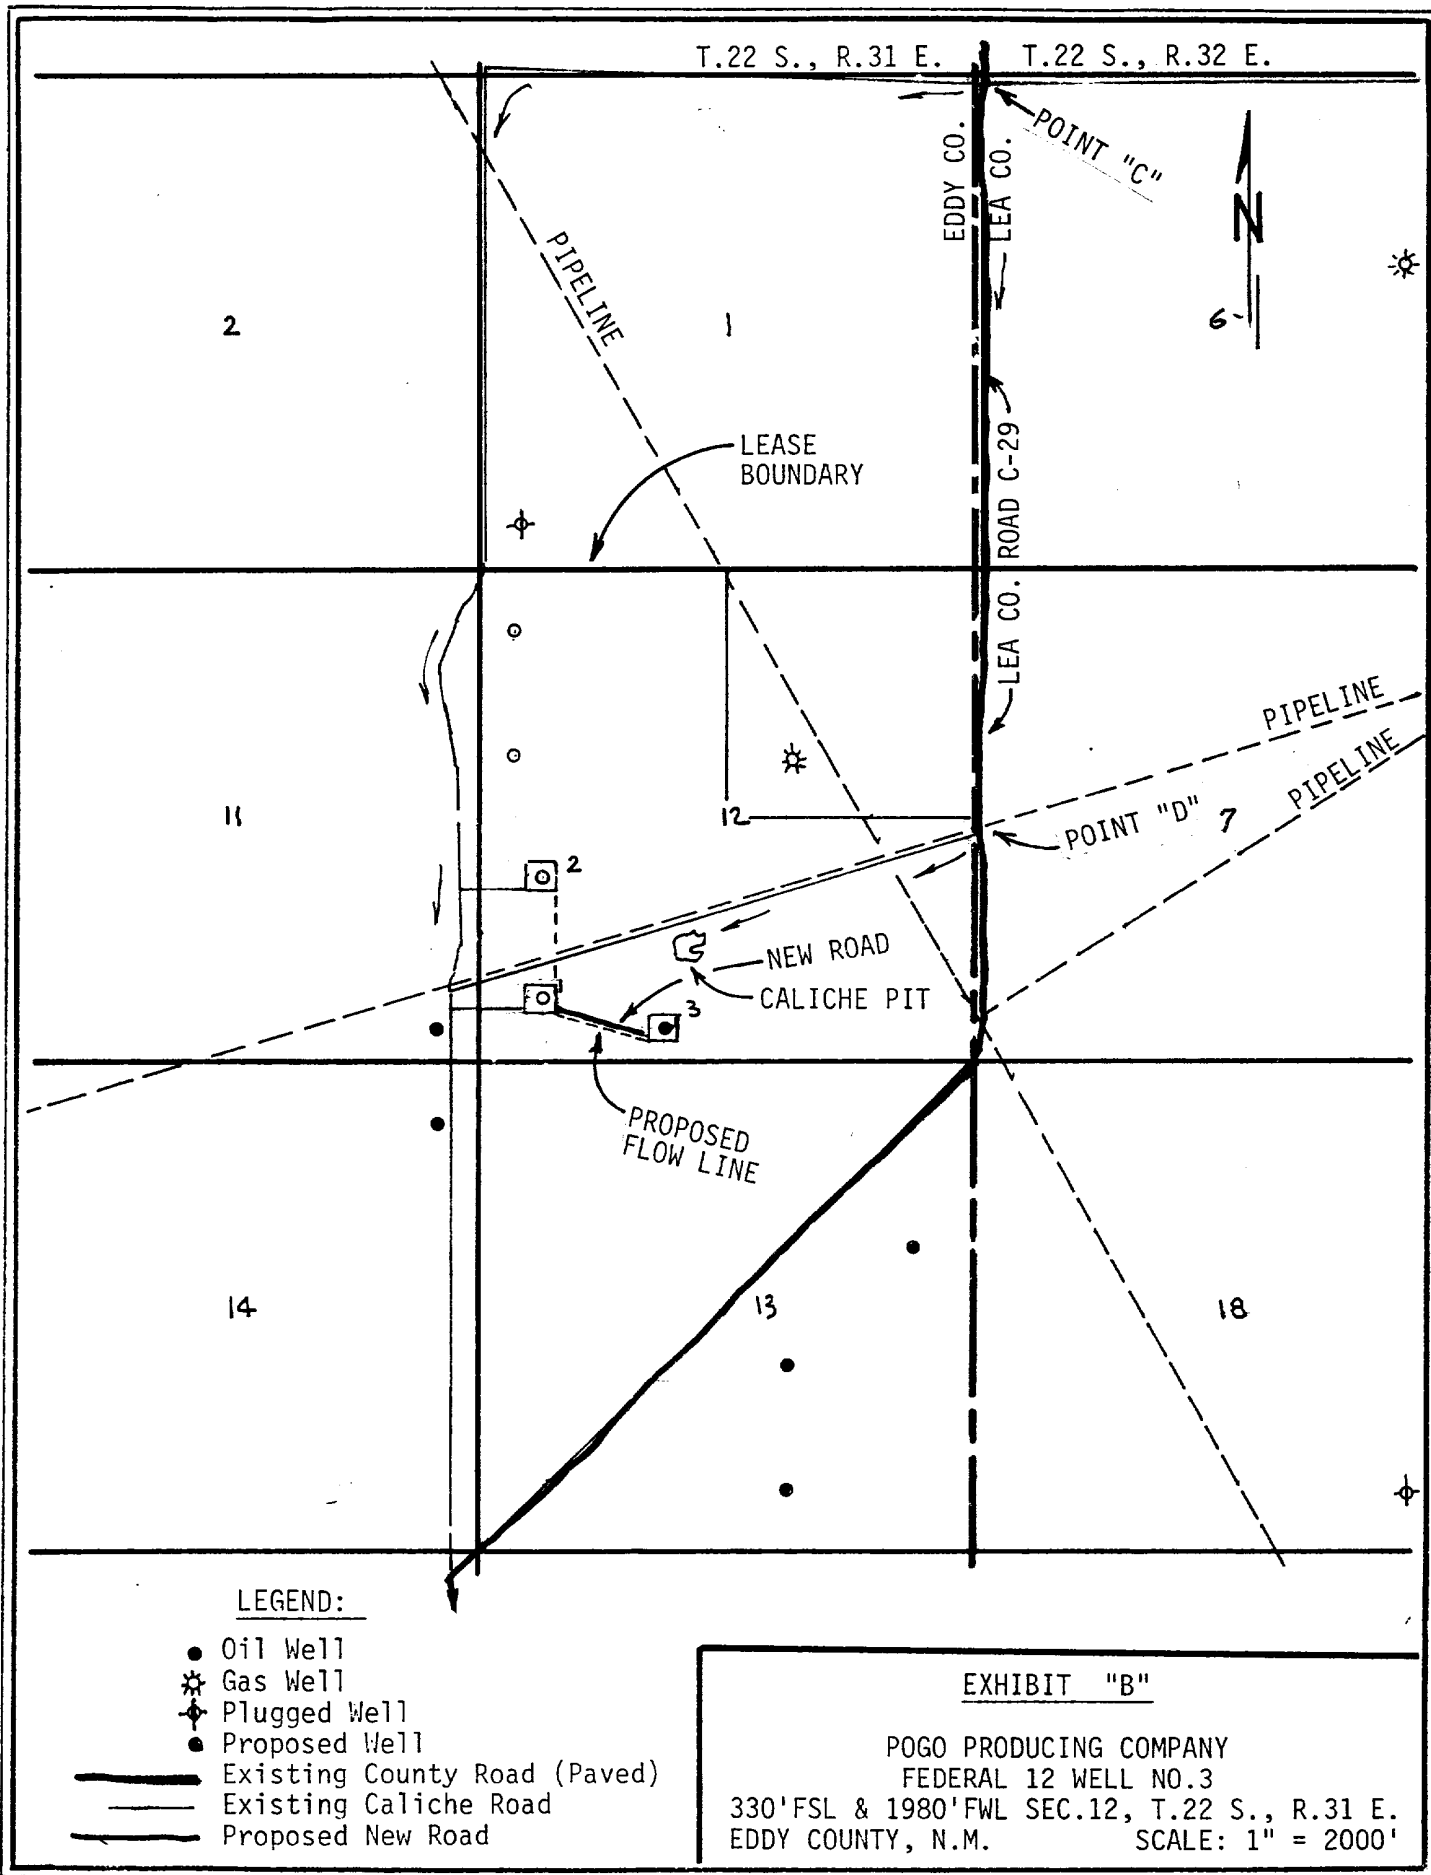 T.22 S., R.31 E.
T.22 S., R.32 E.
EDDY CO.
LEA CO.
POINT "C"
N
PIPELINE
2
1
6
LEASE
BOUNDARY
LEA CO. ROAD C-29
PIPELINE
PIPELINE
11
12
POINT "D"
7
2
NEW ROAD
CALICHE PIT
3
PROPOSED
FLOW LINE
14
13
18
LEGEND:
Oil Well
Gas Well
Plugged Well
Proposed Well
Existing County Road (Paved)
Existing Caliche Road
Proposed New Road
EXHIBIT "B"
POGO PRODUCING COMPANY
FEDERAL 12 WELL NO.3
330'FSL & 1980'FWL SEC.12, T.22 S., R.31 E.
EDDY COUNTY, N.M. SCALE: 1" = 2000'